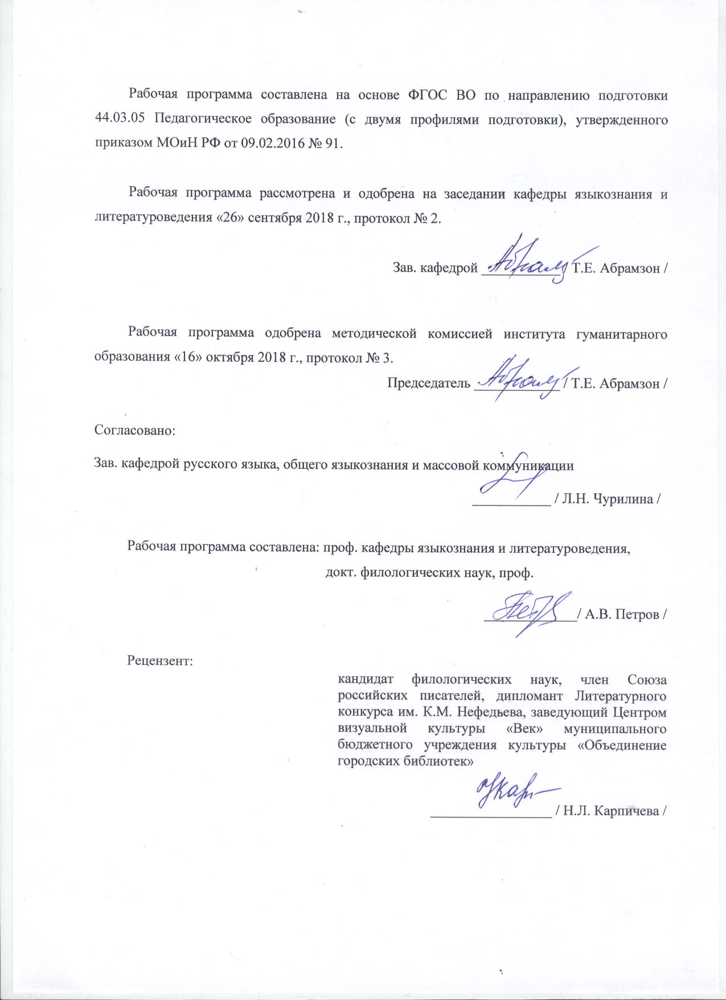 Рабочая программа составлена на основе ФГОС ВО по направлению подготовки
44.03.05 Педагогическое образование (с двумя профилями подготовки), утвержденного
приказом МОиН РФ от 09.02.2016 № 91.
Рабочая программа рассмотрена и одобрена на заседании кафедры языкознания и
литературоведения «26» сентября 2018 г., протокол № 2.
Зав. кафедрой ___________ / Т.Е. Абрамзон /
Рабочая программа одобрена методической комиссией института гуманитарного
образования «16» октября 2018 г., протокол № 3.
Председатель ____________ / Т.Е. Абрамзон /
Согласовано:
Зав. кафедрой русского языка, общего языкознания и массовой коммуникации
___________ / Л.Н. Чурилина /
Рабочая программа составлена: проф. кафедры языкознания и литературоведения,
докт. филологических наук, проф.
_____________/ А.В. Петров /
Рецензент:
кандидат филологических наук, член Союза
российских писателей, дипломант Литературного
конкурса им. К.М. Нефедьева, заведующий Центром
визуальной культуры «Век» муниципального
бюджетного учреждения культуры «Объединение
городских библиотек»
_________________ / Н.Л. Карпичева /